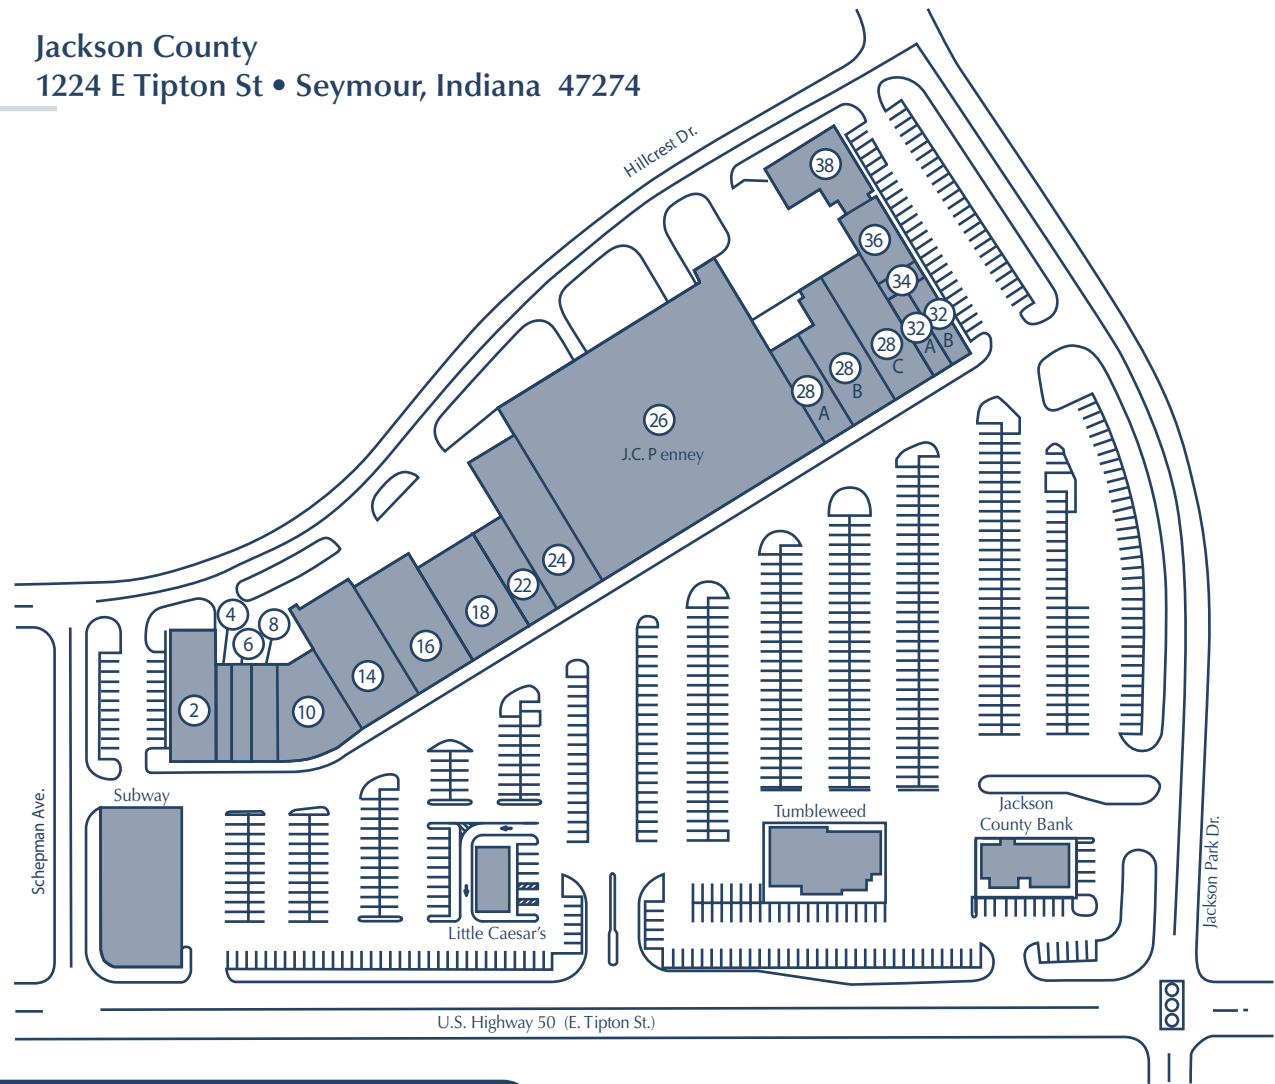 Jackson County
1224 E Tipton St • Seymour, Indiana 47274
Hillcrest Dr.
38
36
34
32
32
A
B
28
C
28
B
28
A
26
J.C. Penney
24
22
18
16
14
10
8
4
6
2
Subway
Schepman Ave.
Little Caesar's
Tumbleweed
Jackson
County Bank
Jackson Park Dr.
U.S. Highway 50 (E. Tipton St.)